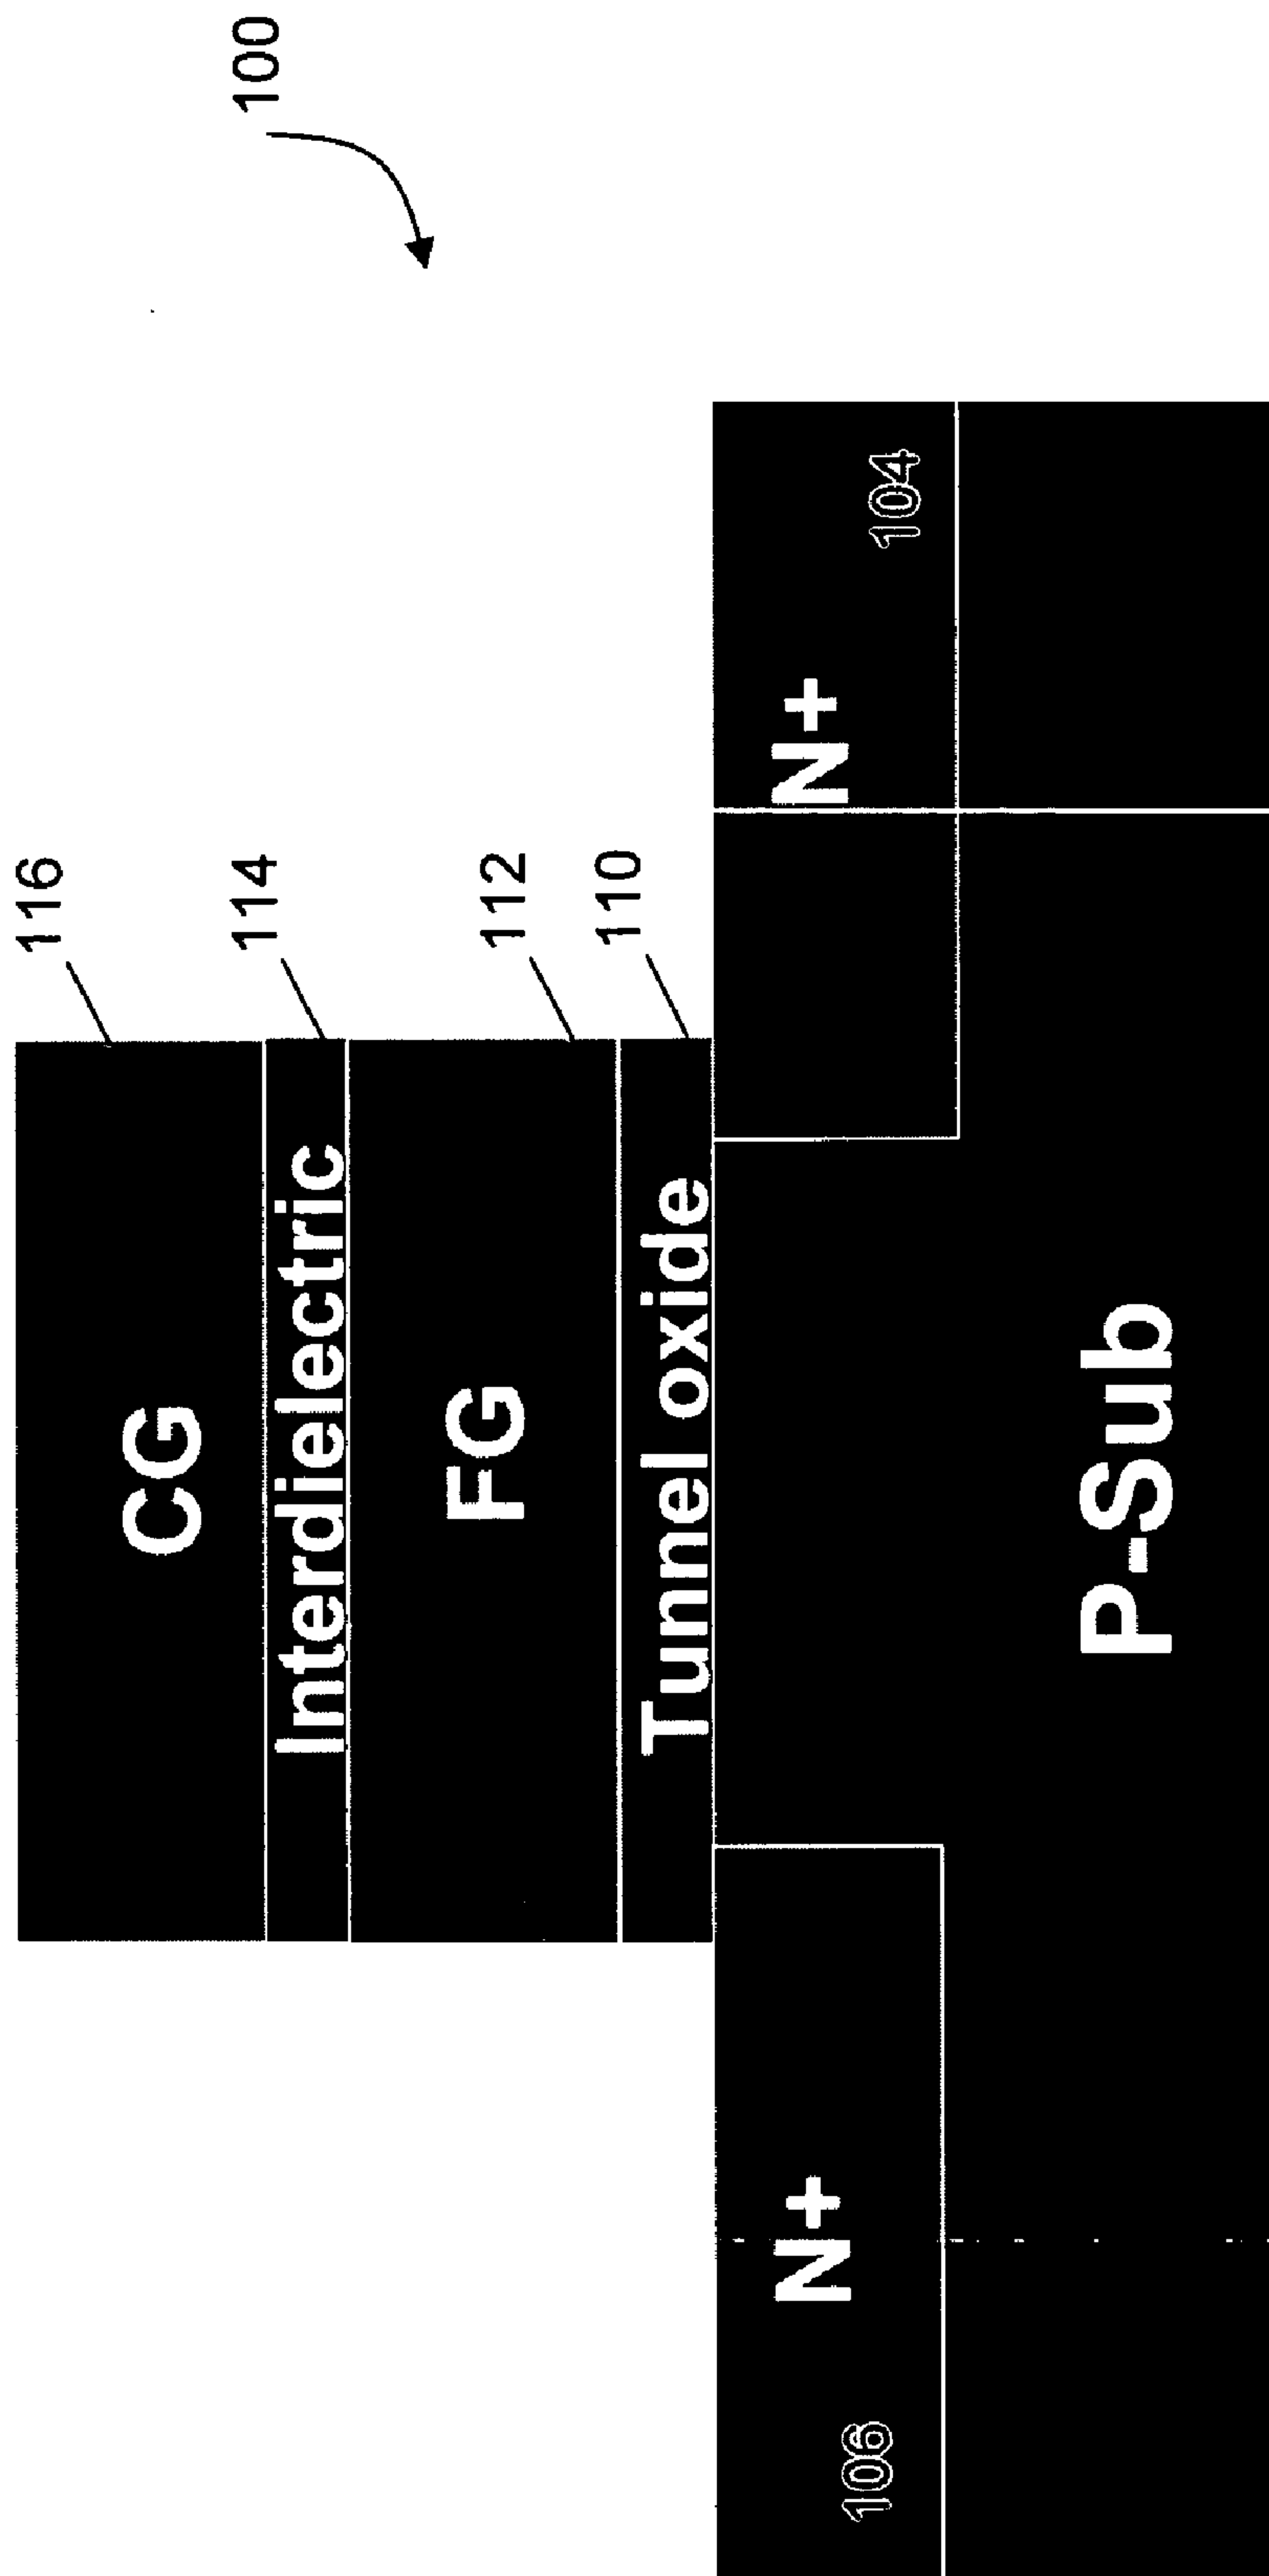 100
116
CG
114
Interdielectric
112
FG
110
Tunnel oxide
N+
104
N+
106
P-Sub